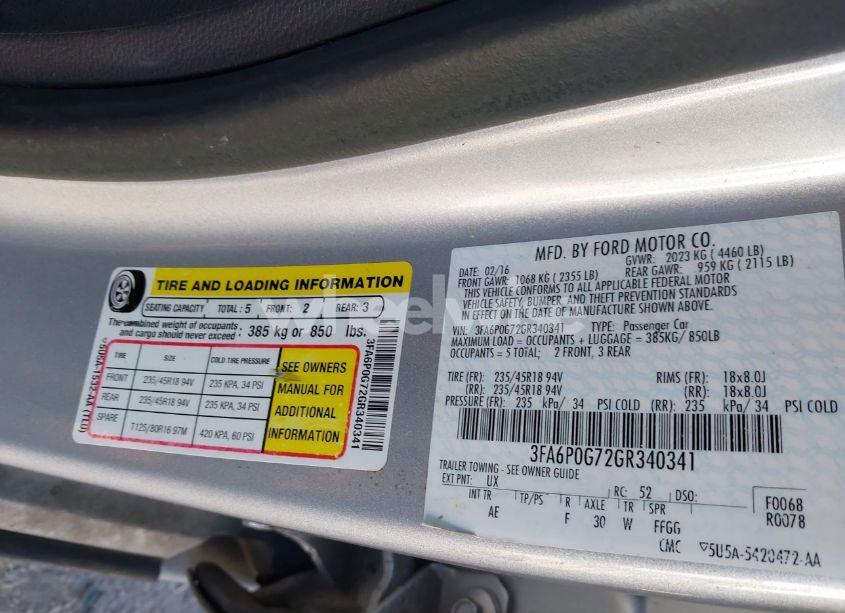 TIRE AND LOADING INFORMATION
SEATING CAPACITY TOTAL: 5 FRONT: 2 REAR: 3
The combined weight of occupants
and cargo should never exceed : 385 kg or 850 lbs.
TIRE SIZE COLD TIRE PRESSURE
FRONT 235/45R18 94V 235 KPA, 34 PSI
REAR 235/45R18 94V 235 KPA, 34 PSI
SPARE T125/80R16 97M 420 KPA, 60 PSI
SEE OWNERS
MANUAL FOR
ADDITIONAL
INFORMATION
3FA6P0G72GR340341
MFD. BY FORD MOTOR CO.
DATE: 02/16 GVWR: 2023 KG ( 4460 LB)
FRONT GAWR: 1068 KG ( 2355 LB) REAR GAWR: 959 KG ( 2115 LB)
THIS VEHICLE CONFORMS TO ALL APPLICABLE FEDERAL MOTOR
VEHICLE SAFETY, BUMPER, AND THEFT PREVENTION STANDARDS
IN EFFECT ON THE DATE OF MANUFACTURE SHOWN ABOVE.
VIN: 3FA6P0G72GR340341 TYPE: Passenger Car
MAXIMUM LOAD = OCCUPANTS + LUGGAGE = 385KG/ 850LB
OCCUPANTS = 5 TOTAL; 2 FRONT, 3 REAR
TIRE (FR): 235/45R18 94V RIMS (FR): 18x8.0J
(RR): 235/45R18 94V (RR): 18x8.0J
PRESSURE (FR): 235 kPa/ 34 PSI COLD (RR): 235 kPa/ 34 PSI COLD
3FA6P0G72GR340341
TRAILER TOWING - SEE OWNER GUIDE
EXT PNT: UX RC: 52 DSO:
INT TR TP/PS R AXLE TR SPR
AE F 30 W FFGG
F0068
R0078
CMC 5U5A-5420472-AA